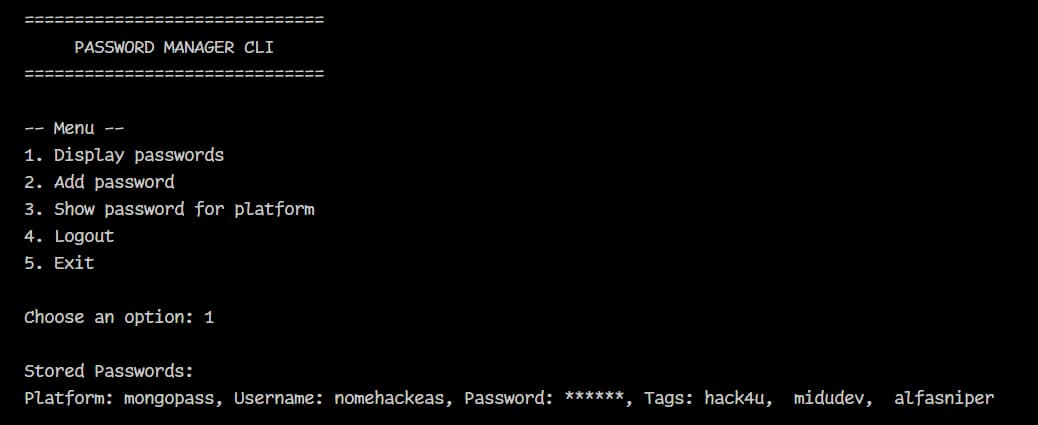 ==============================
PASSWORD MANAGER CLI
==============================
-- Menu --
1. Display passwords
2. Add password
3. Show password for platform
4. Logout
5. Exit
Choose an option: 1
Stored Passwords:
Platform: mongopass, Username: nomehackeas, Password: ******, Tags: hack4u,  midudev,  alfasniper